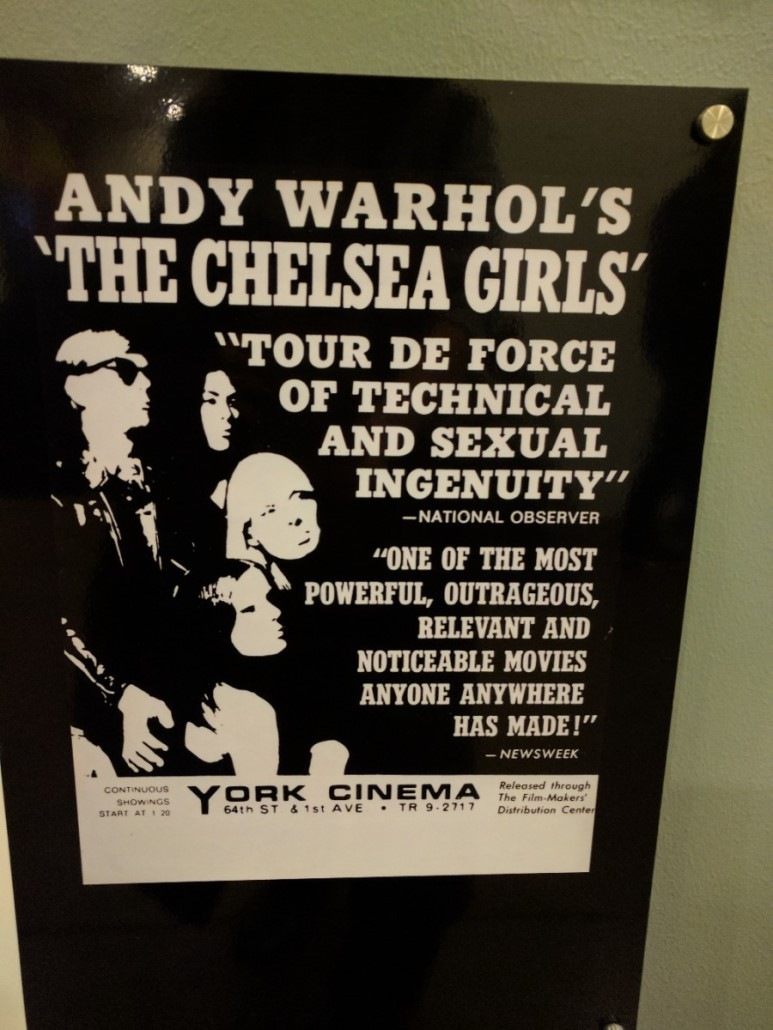 ANDY WARHOL'S
'THE CHELSEA GIRLS'
"TOUR DE FORCE
OF TECHNICAL
AND SEXUAL
INGENUITY"
—NATIONAL OBSERVER
"ONE OF THE MOST
POWERFUL, OUTRAGEOUS,
RELEVANT AND
NOTICEABLE MOVIES
ANYONE ANYWHERE
HAS MADE!"
— NEWSWEEK
CONTINUOUS
SHOWINGS
START AT 1 20
YORK CINEMA
64th ST & 1st AVE • TR 9-2717
Released through
The Film-Makers'
Distribution Center